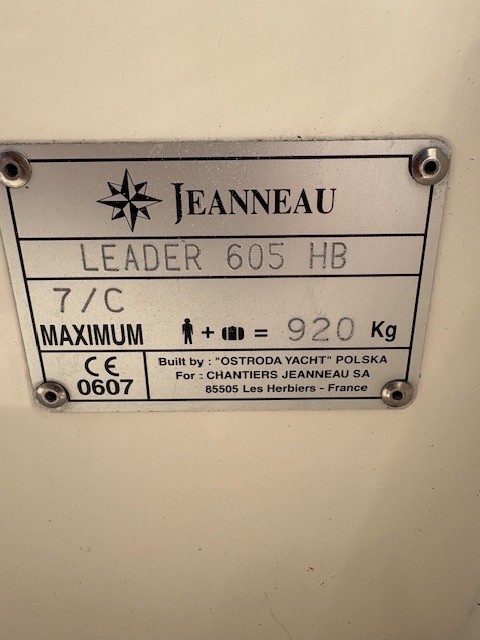 JEANNEAU
LEADER 605 HB
7/C
MAXIMUM + = 920 Kg
CE
0607
Built by : "OSTRODA YACHT" POLSKA
For : CHANTIERS JEANNEAU SA
85505 Les Herbiers - France